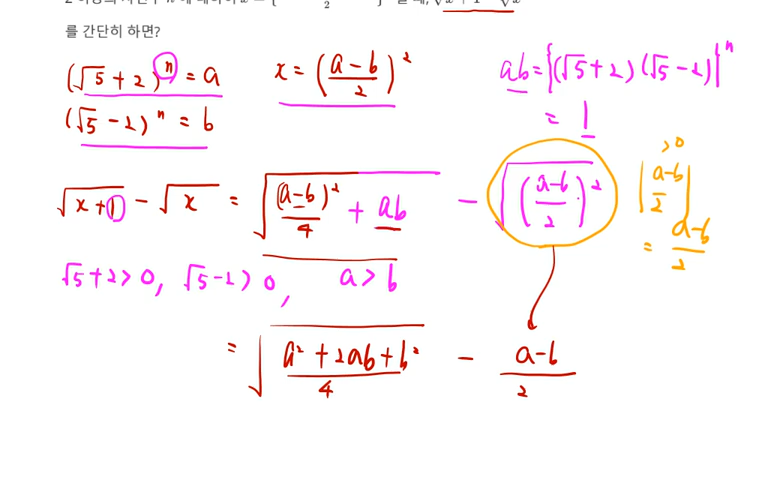 를 간단히 하면?
(√5+2)ⁿ = a
x = ((a-b)/2)²
ab = {(√5+2)(√5-2)}ⁿ
(√5-2)ⁿ = b
= 1
√(x+1) - √x = √((a-b)²/4 + ab) - √(((a-b)/2)²)
>0
|(a-b)/2|
= (a-b)/2
√5+2>0, √5-2>0, a>b
= √((a²+2ab+b²)/4) - (a-b)/2